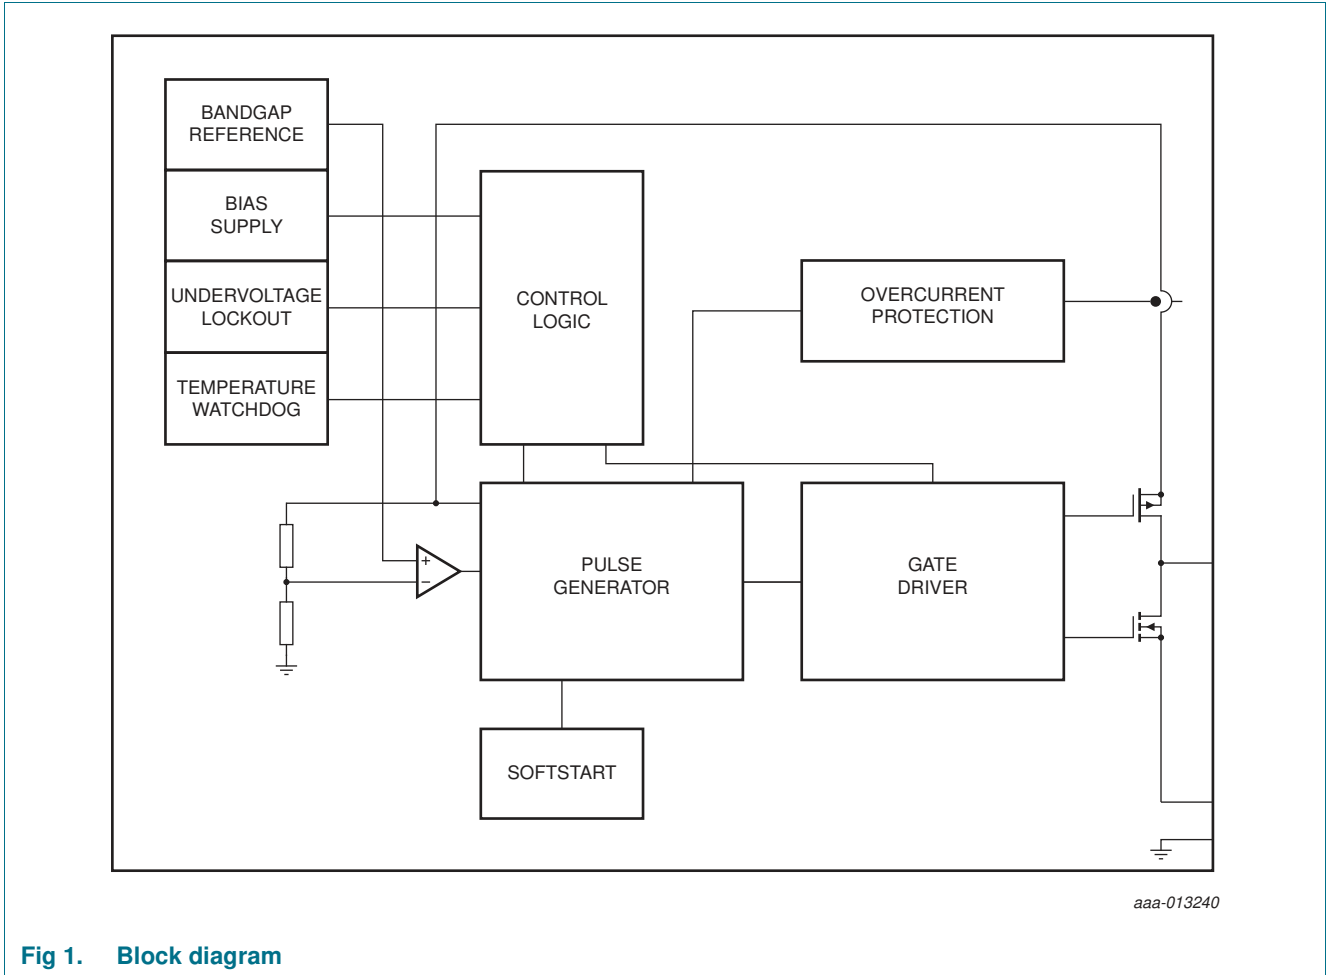 BANDGAP
REFERENCE
BIAS
SUPPLY
UNDERVOLTAGE
LOCKOUT
TEMPERATURE
WATCHDOG
CONTROL
LOGIC
OVERCURRENT
PROTECTION
+
−
PULSE
GENERATOR
GATE
DRIVER
SOFTSTART
aaa-013240
Fig 1. Block diagram